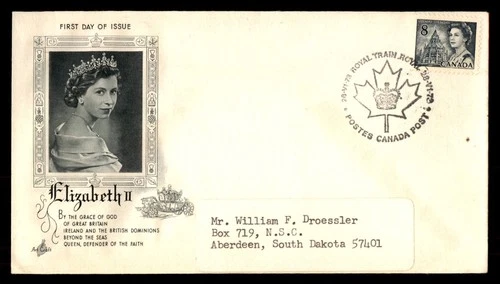 FIRST DAY OF ISSUE
8
CANADA
ROYAL TRAIN ROYAL
POSTES CANADA POST
Elizabeth II
BY THE GRACE OF GOD
OF GREAT BRITAIN
IRELAND AND THE BRITISH DOMINIONS
BEYOND THE SEAS
QUEEN, DEFENDER OF THE FAITH
Mr. William F. Droessler
Box 719, N.S.C.
Aberdeen, South Dakota 57401